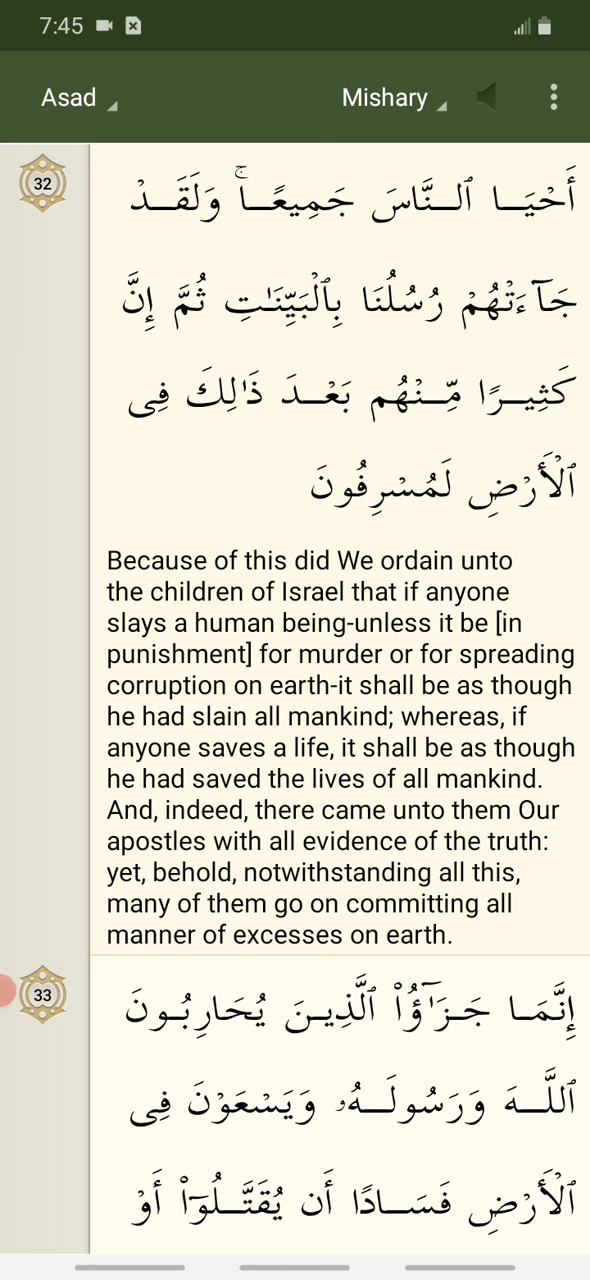 7:45
Asad
Mishary
32
أَحْيَا ٱلنَّاسَ جَمِيعًا ۚ وَلَقَدْ
جَآءَتْهُمْ رُسُلُنَا بِٱلْبَيِّنَـٰتِ ثُمَّ إِنَّ
كَثِيرًا مِّنْهُم بَعْدَ ذَٰلِكَ فِى
ٱلْأَرْضِ لَمُسْرِفُونَ
Because of this did We ordain unto
the children of Israel that if anyone
slays a human being-unless it be [in
punishment] for murder or for spreading
corruption on earth-it shall be as though
he had slain all mankind; whereas, if
anyone saves a life, it shall be as though
he had saved the lives of all mankind.
And, indeed, there came unto them Our
apostles with all evidence of the truth:
yet, behold, notwithstanding all this,
many of them go on committing all
manner of excesses on earth.
33
إِنَّمَا جَزَٰٓؤُا۟ ٱلَّذِينَ يُحَارِبُونَ
ٱللَّهَ وَرَسُولَهُۥ وَيَسْعَوْنَ فِى
ٱلْأَرْضِ فَسَادًا أَن يُقَتَّلُوٓا۟ أَوْ